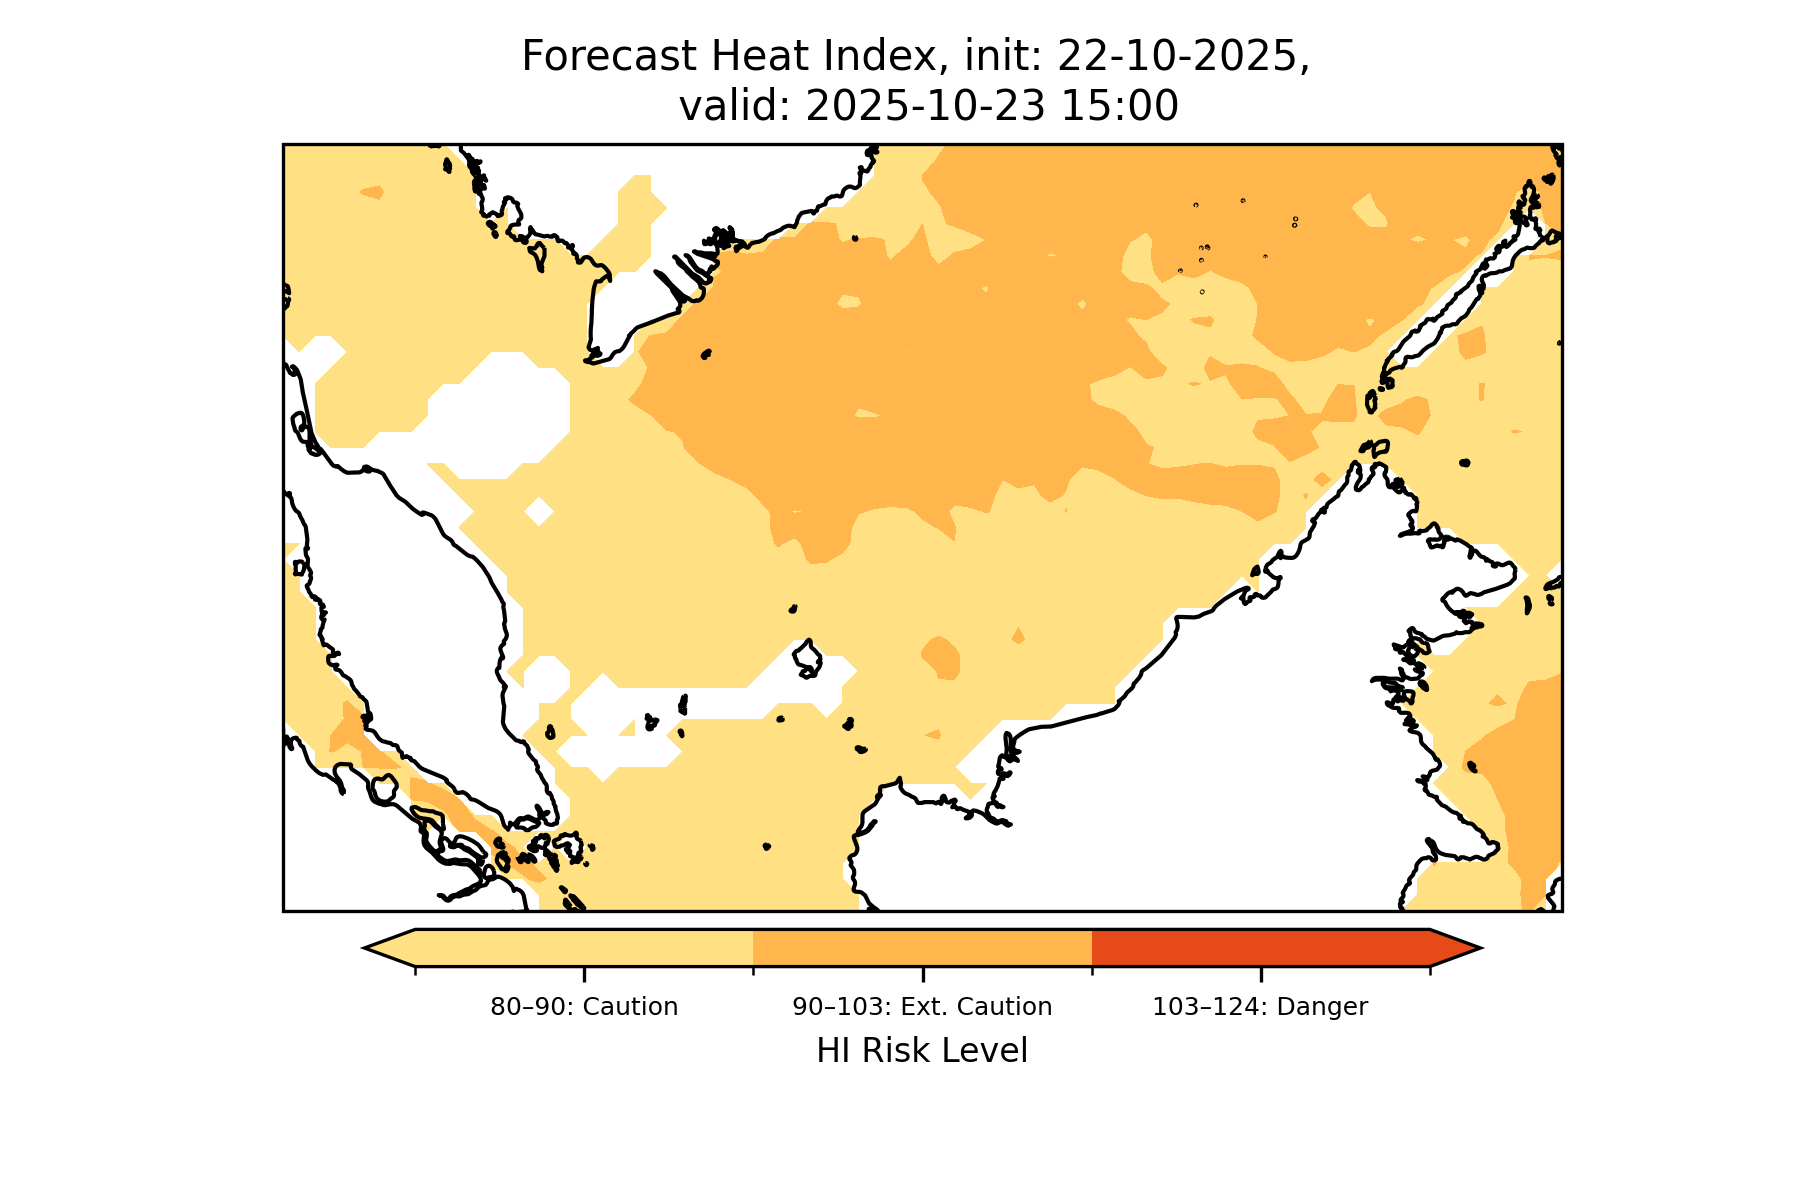 Forecast Heat Index, init: 22-10-2025,
valid: 2025-10-23 15:00
80–90: Caution
90–103: Ext. Caution
103–124: Danger
HI Risk Level